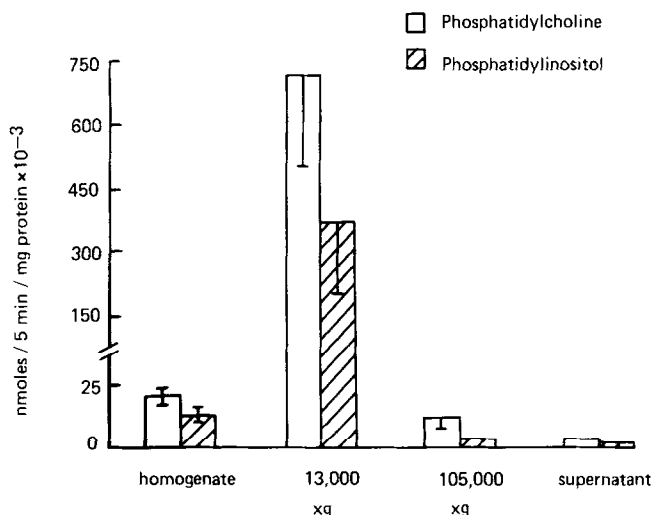 Phosphatidylcholine
Phosphatidylinositol
nmoles / 5 min / mg protein ×10−3
750
600
450
300
150
25
0
homogenate
13,000
xg
105,000
xg
supernatant